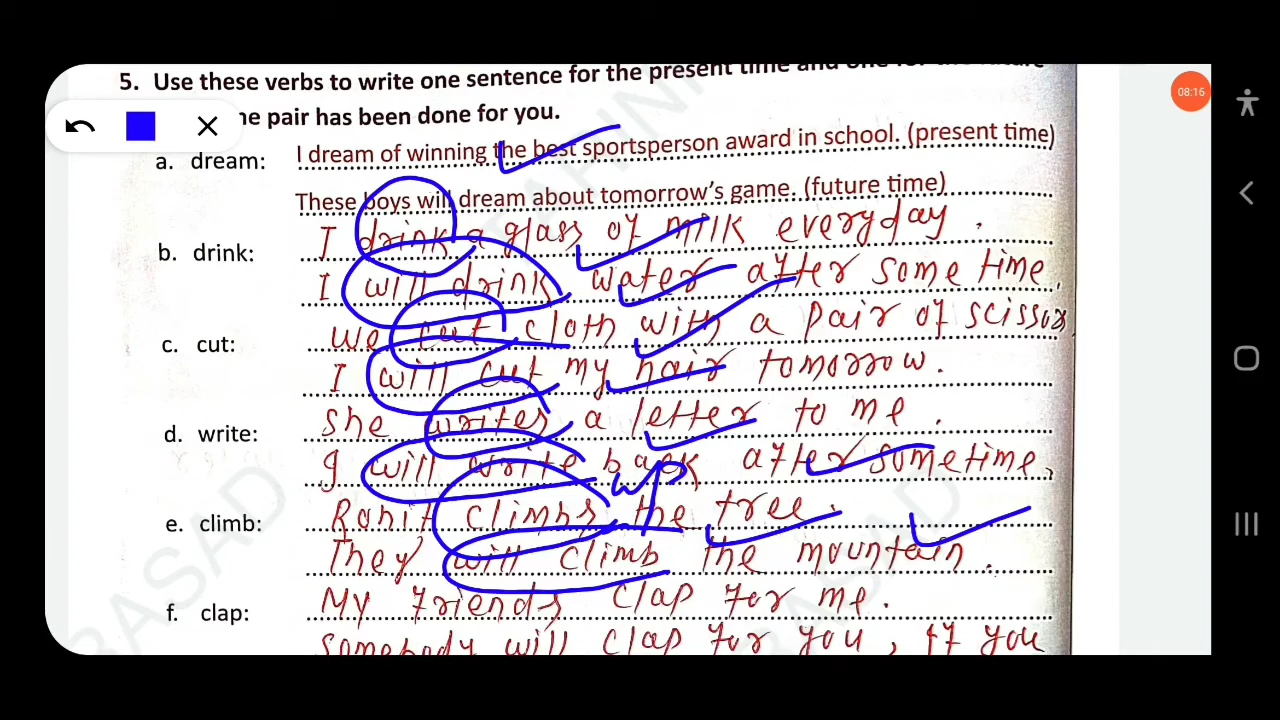 08:16
5. Use these verbs to write one sentence for the present time and one for the future
ne pair has been done for you.
a. dream: I dream of winning the best sportsperson award in school. (present time)
These boys will dream about tomorrow's game. (future time)
b. drink: I drink a glass of milk everyday.
I will drink water after some time.
c. cut: We cut cloth with a pair of scissor
I will cut my hair tomorrow.
d. write: She writes a letter to me.
I will write back after sometime.
up
e. climb: Rohit climbs the tree.
They will climb the mountain.
f. clap: My friends clap for me.
Somebody will clap for you, if you